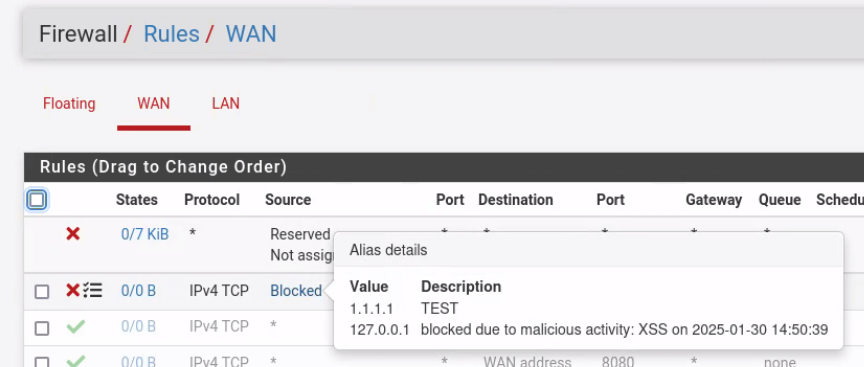 Firewall / Rules / WAN
Floating WAN LAN
Rules (Drag to Change Order)
States Protocol Source Port Destination Port Gateway Queue Schedu
0/7 KiB * Reserved * * * * *
Not assig
Alias details
0/0 B IPv4 TCP Blocked
Value Description
1.1.1.1 TEST
127.0.0.1 blocked due to malicious activity: XSS on 2025-01-30 14:50:39
0/0 B IPv4 TCP *
0/0 B IPv4 TCP * * WAN address 8080 * none